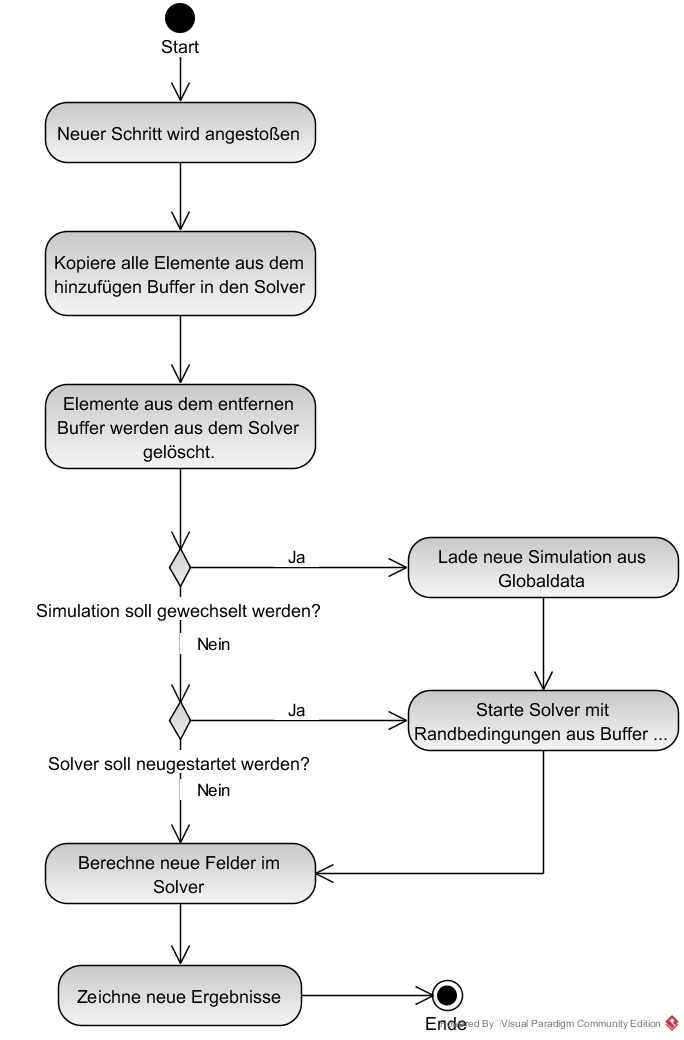 Start
Neuer Schritt wird angestoßen
Kopiere alle Elemente aus dem
hinzufügen Buffer in den Solver
Elemente aus dem entfernen
Buffer werden aus dem Solver
gelöscht.
Ja
Lade neue Simulation aus
Globaldata
Simulation soll gewechselt werden?
Nein
Ja
Starte Solver mit
Randbedingungen aus Buffer ...
Solver soll neugestartet werden?
Nein
Berechne neue Felder im
Solver
Zeichne neue Ergebnisse
Ende
Powered By Visual Paradigm Community Edition